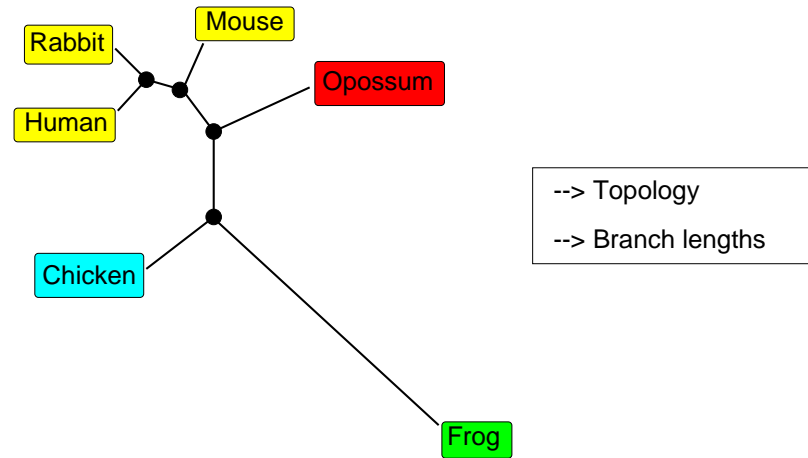 Mouse
Rabbit
Opossum
Human
--> Topology
--> Branch lengths
Chicken
Frog